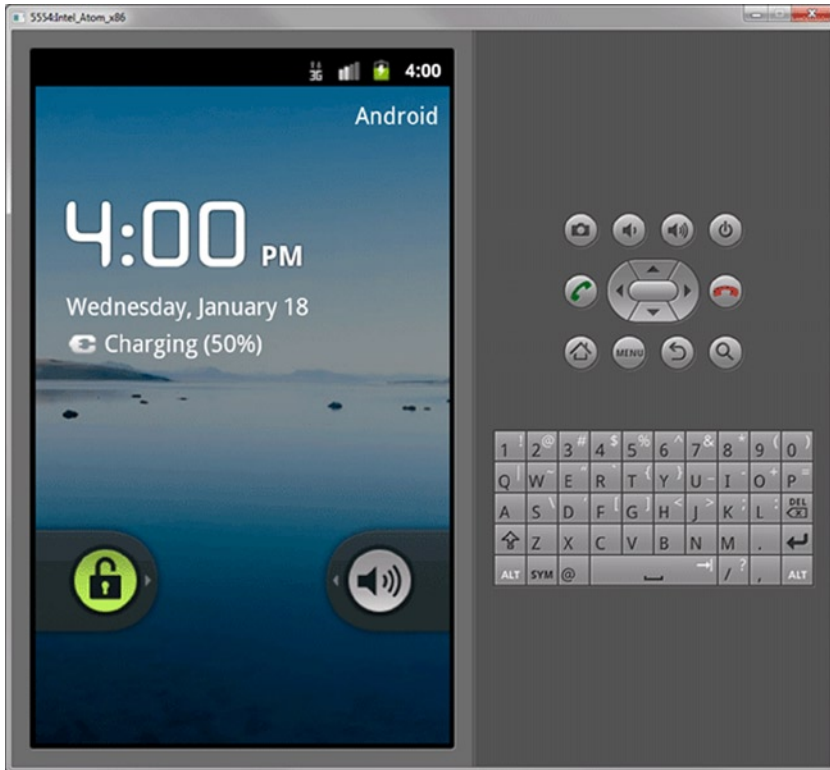 5554:Intel_Atom_x86
3G 4:00
Android
4:00 PM
Wednesday, January 18
Charging (50%)
MENU
1 ! 2 @ 3 # 4 $ 5 % 6 ^ 7 & 8 * 9 ( 0 )
Q | W ~ E " R ` T { Y } U _ I - O + P =
A S \ D ' F [ G ] H < J > K ; L : DEL
Z X C V B N M .
ALT SYM @ / ? , ALT